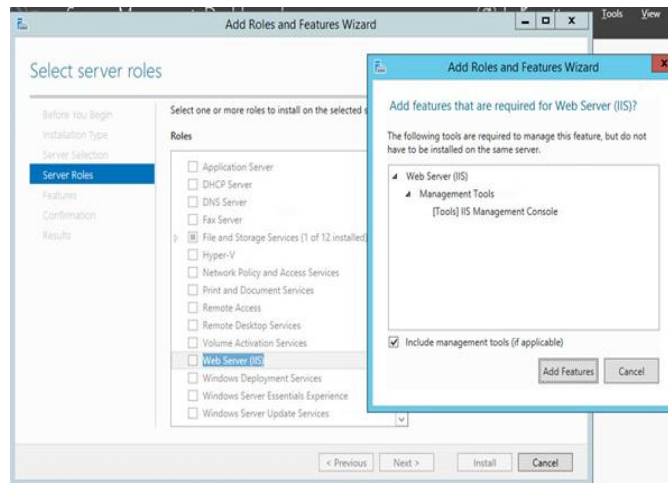 Tools View
Add Roles and Features Wizard
Select server roles
Before You Begin
Installation Type
Server Selection
Server Roles
Features
Confirmation
Results
Select one or more roles to install on the selected
Roles
Application Server
DHCP Server
DNS Server
Fax Server
File and Storage Services (1 of 12 installed)
Hyper-V
Network Policy and Access Services
Print and Document Services
Remote Access
Remote Desktop Services
Volume Activation Services
Web Server (IIS)
Windows Deployment Services
Windows Server Essentials Experience
Windows Server Update Services
< Previous
Next >
Install
Cancel
Add Roles and Features Wizard
Add features that are required for Web Server (IIS)?
The following tools are required to manage this feature, but do not
have to be installed on the same server.
Web Server (IIS)
Management Tools
[Tools] IIS Management Console
Include management tools (if applicable)
Add Features
Cancel